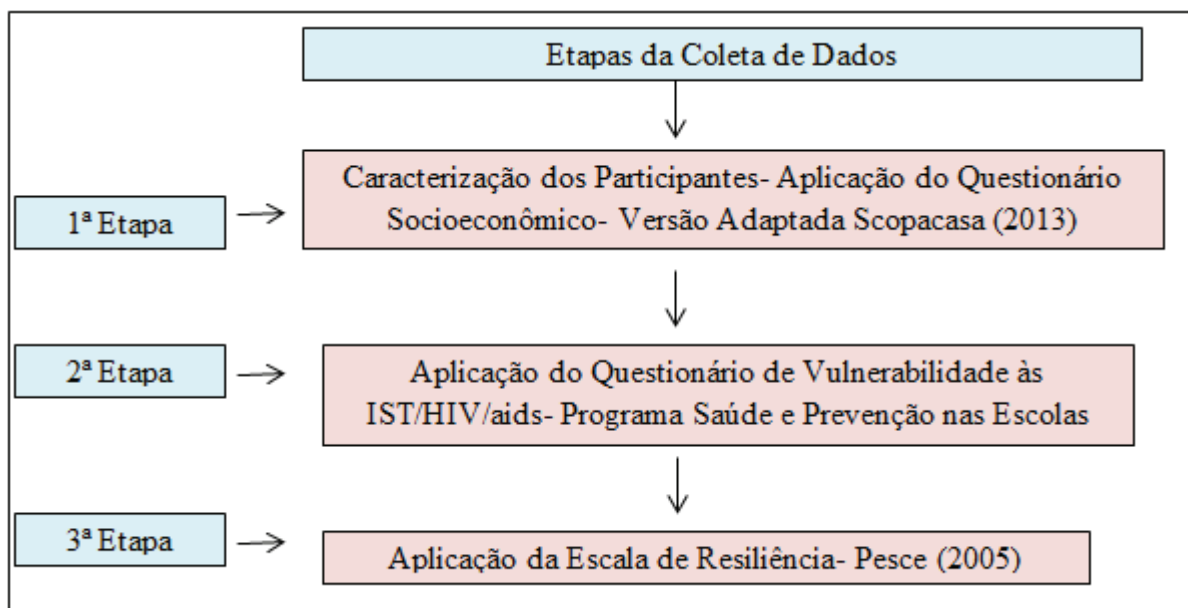 Etapas da Coleta de Dados
1ª Etapa
Caracterização dos Participantes- Aplicação do Questionário
Socioeconômico- Versão Adaptada Scopacasa (2013)
2ª Etapa
Aplicação do Questionário de Vulnerabilidade às
IST/HIV/aids- Programa Saúde e Prevenção nas Escolas
3ª Etapa
Aplicação da Escala de Resiliência- Pesce (2005)